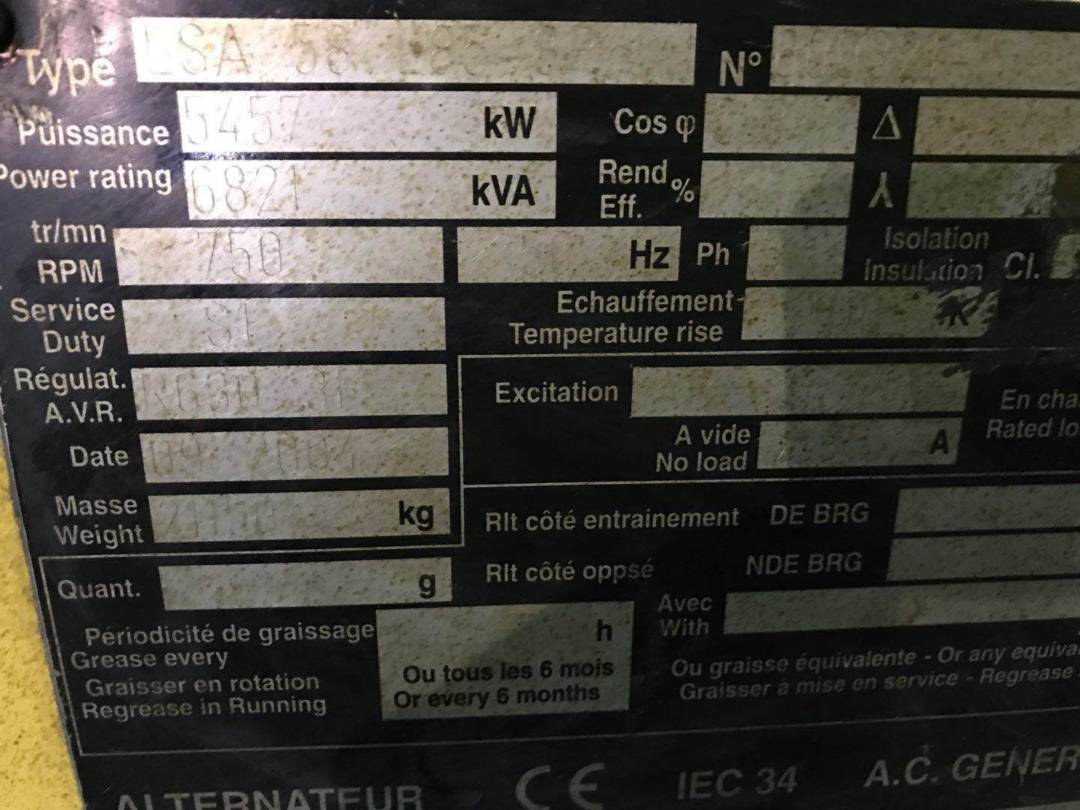 Type LSA 56
N°
Puissance 5457 kW Cos φ Δ
Power rating 6821 kVA Rend Eff. % λ
tr/mn
RPM 750 Hz Ph Isolation
Insulation Cl.
Service
Duty S1 Echauffement
Temperature rise
Régulat.
A.V.R. Excitation En cha
Rated lo
Date A vide
No load A
Masse
Weight kg Rlt côté entrainement DE BRG
Quant. g Rlt côté oppsé NDE BRG
Avec
With
Périodicité de graissage h
Grease every
Graisser en rotation Ou tous les 6 mois
Regrease in Running Or every 6 months
Ou graisse équivalente - Or any equiva
Graisser à mise en service - Regrease
ALTERNATEUR CE IEC 34 A.C. GENER